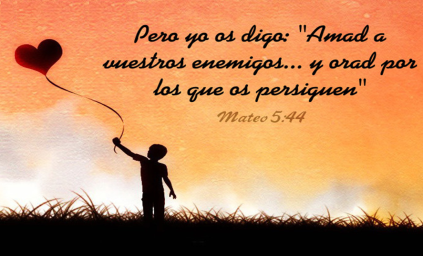 Pero yo os digo: "Amad a
vuestros enemigos... y orad por
los que os persiguen"
Mateo 5:44